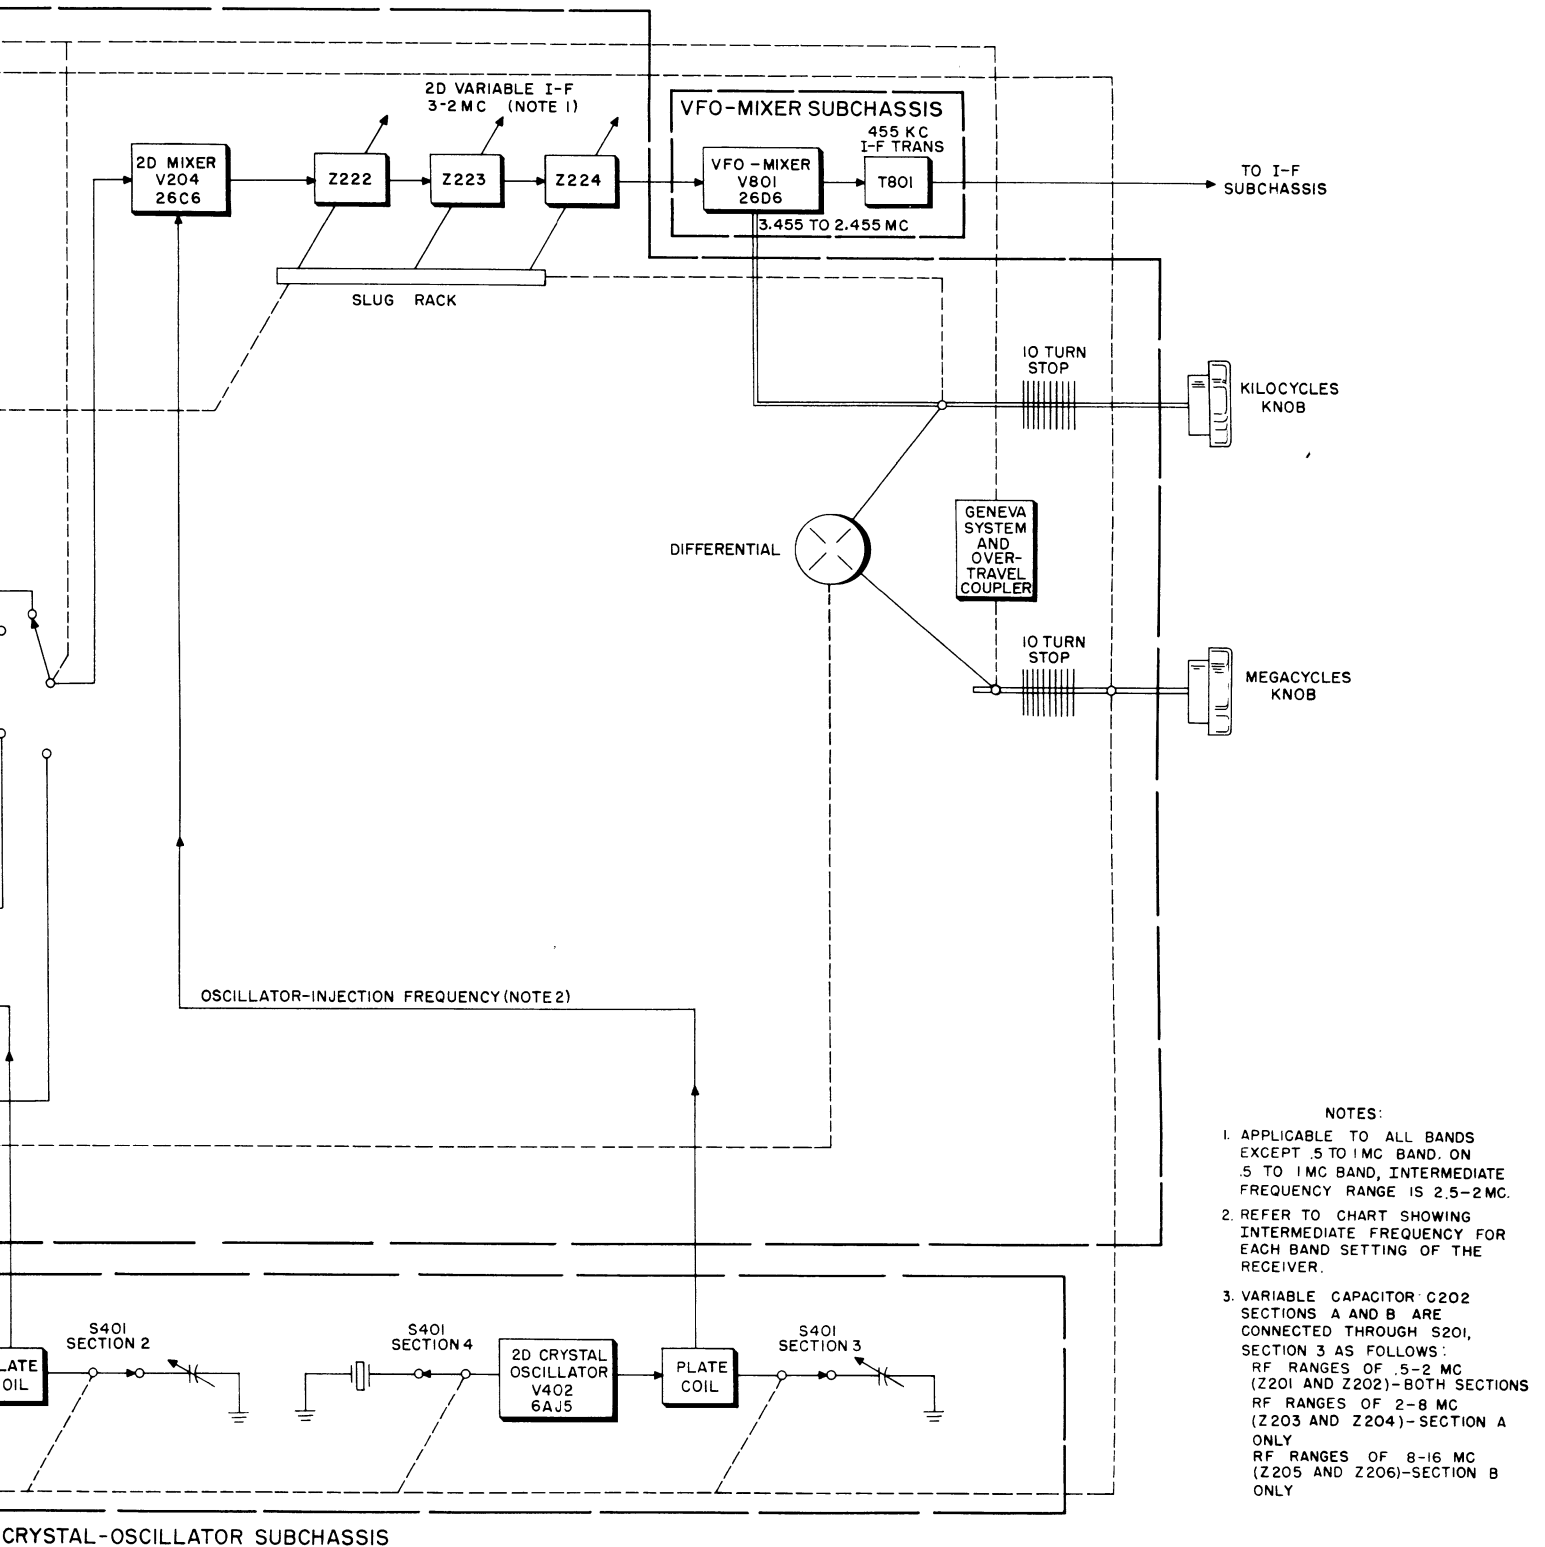 2D VARIABLE I-F
3-2 MC (NOTE 1)
VFO-MIXER SUBCHASSIS
455 KC
I-F TRANS
2D MIXER
V204
26C6
Z222
Z223
Z224
VFO-MIXER
V801
26D6
T801
3.455 TO 2.455 MC
TO I-F
SUBCHASSIS
SLUG RACK
10 TURN
STOP
KILOCYCLES
KNOB
DIFFERENTIAL
GENEVA
SYSTEM
AND
OVER-
TRAVEL
COUPLER
10 TURN
STOP
MEGACYCLES
KNOB
OSCILLATOR-INJECTION FREQUENCY (NOTE 2)
NOTES:
1. APPLICABLE TO ALL BANDS
EXCEPT .5 TO 1 MC BAND. ON
.5 TO 1 MC BAND, INTERMEDIATE
FREQUENCY RANGE IS 2.5-2 MC.
2. REFER TO CHART SHOWING
INTERMEDIATE FREQUENCY FOR
EACH BAND SETTING OF THE
RECEIVER.
3. VARIABLE CAPACITOR C202
SECTIONS A AND B ARE
CONNECTED THROUGH S201,
SECTION 3 AS FOLLOWS:
RF RANGES OF .5-2 MC
(Z201 AND Z202)-BOTH SECTIONS
RF RANGES OF 2-8 MC
(Z203 AND Z204)-SECTION A
ONLY
RF RANGES OF 8-16 MC
(Z205 AND Z206)-SECTION B
ONLY
LATE
OIL
S401
SECTION 2
S401
SECTION 4
2D CRYSTAL
OSCILLATOR
V402
6AJ5
PLATE
COIL
S401
SECTION 3
CRYSTAL-OSCILLATOR SUBCHASSIS